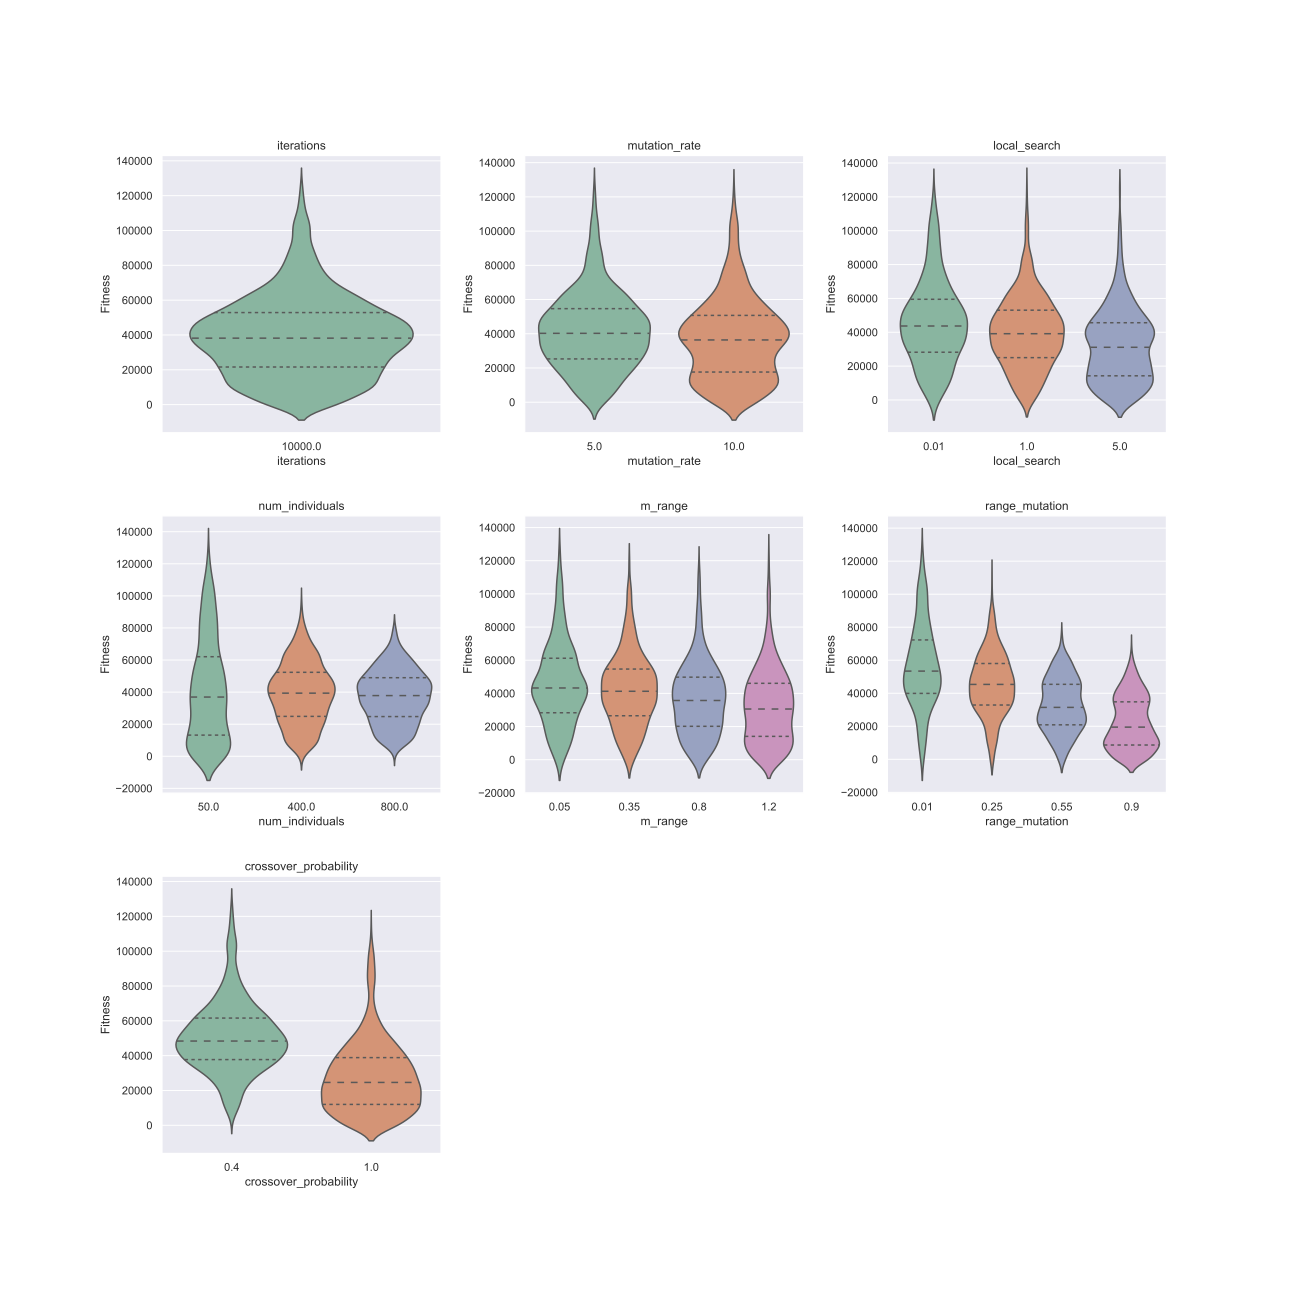 iterations
140000
120000
100000
80000
60000
40000
20000
0
Fitness
10000.0
iterations
mutation_rate
140000
120000
100000
80000
60000
40000
20000
0
Fitness
5.0 10.0
mutation_rate
local_search
140000
120000
100000
80000
60000
40000
20000
0
Fitness
0.01 1.0 5.0
local_search
num_individuals
140000
120000
100000
80000
60000
40000
20000
0
−20000
Fitness
50.0 400.0 800.0
num_individuals
m_range
140000
120000
100000
80000
60000
40000
20000
0
−20000
Fitness
0.05 0.35 0.8 1.2
m_range
range_mutation
140000
120000
100000
80000
60000
40000
20000
0
−20000
Fitness
0.01 0.25 0.55 0.9
range_mutation
crossover_probability
140000
120000
100000
80000
60000
40000
20000
0
Fitness
0.4 1.0
crossover_probability